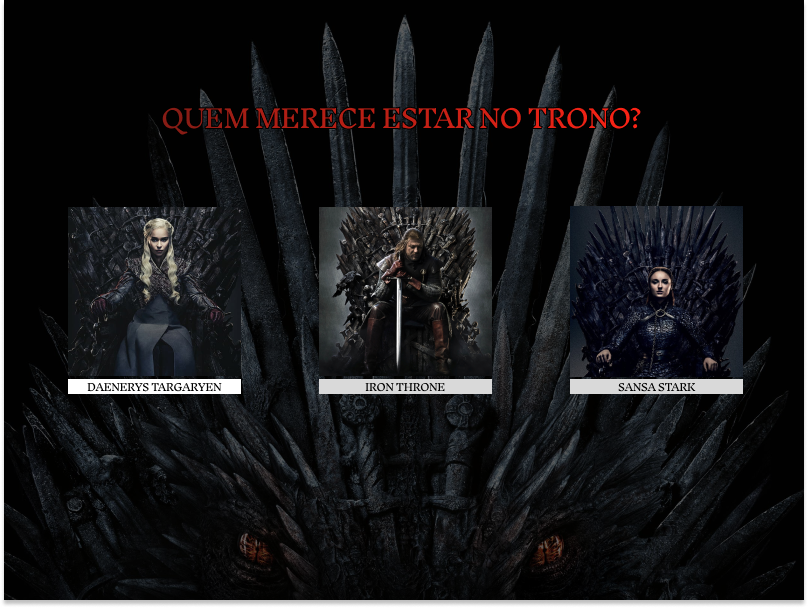 QUEM MERECE ESTAR NO TRONO?
DAENERYS TARGARYEN
IRON THRONE
SANSA STARK